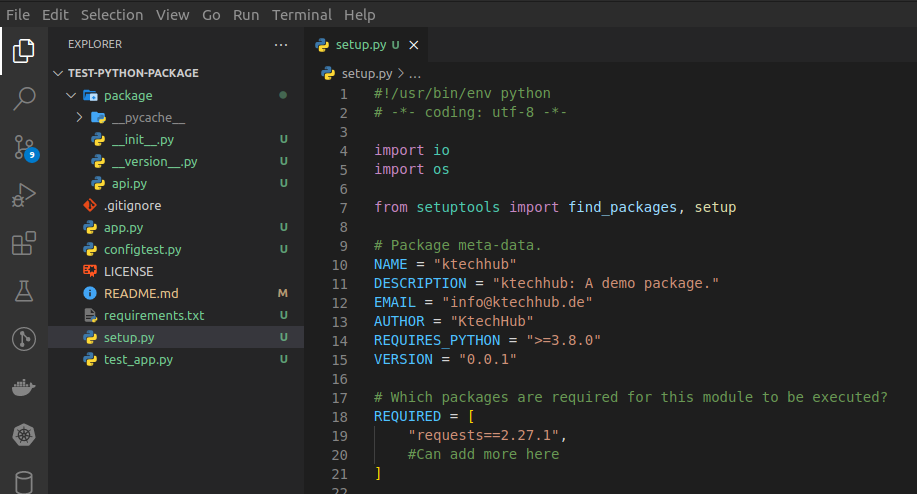 File Edit Selection View Go Run Terminal Help
EXPLORER
TEST-PYTHON-PACKAGE
package
__pycache__
__init__.py U
__version__.py U
api.py U
.gitignore
app.py U
configtest.py U
LICENSE
README.md M
requirements.txt U
setup.py U
test_app.py U
9
setup.py U
setup.py > ...
1 #!/usr/bin/env python
2 # -*- coding: utf-8 -*-
3
4 import io
5 import os
6
7 from setuptools import find_packages, setup
8
9 # Package meta-data.
10 NAME = "ktechhub"
11 DESCRIPTION = "ktechhub: A demo package."
12 EMAIL = "info@ktechhub.de"
13 AUTHOR = "KtechHub"
14 REQUIRES_PYTHON = ">=3.8.0"
15 VERSION = "0.0.1"
16
17 # Which packages are required for this module to be executed?
18 REQUIRED = [
19 "requests==2.27.1",
20 #Can add more here
21 ]
22